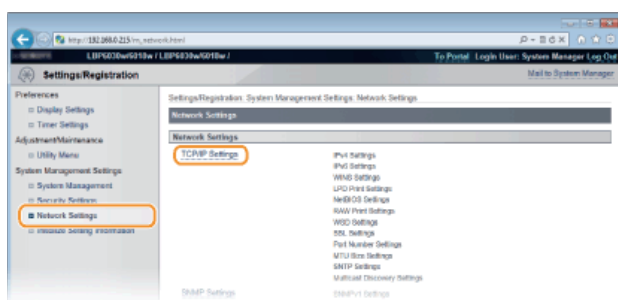 http://192.168.0.215/m_network.html
LBP6030w/6018w / LBP6030w/6018w /
To Portal Login User: System Manager Log Out
Settings/Registration
Mail to System Manager
Preferences
Display Settings
Timer Settings
Adjustment/Maintenance
Utility Menu
System Management Settings
System Management
Security Settings
Network Settings
Initialize Setting Information
Settings/Registration: System Management Settings: Network Settings
Network Settings
Network Settings
TCP/IP Settings
IPv4 Settings
IPv6 Settings
WINS Settings
LPD Print Settings
NetBIOS Settings
RAW Print Settings
WSD Settings
SSL Settings
Port Number Settings
MTU Size Settings
SNTP Settings
Multicast Discovery Settings
SNMP Settings
SNMPv1 Settings